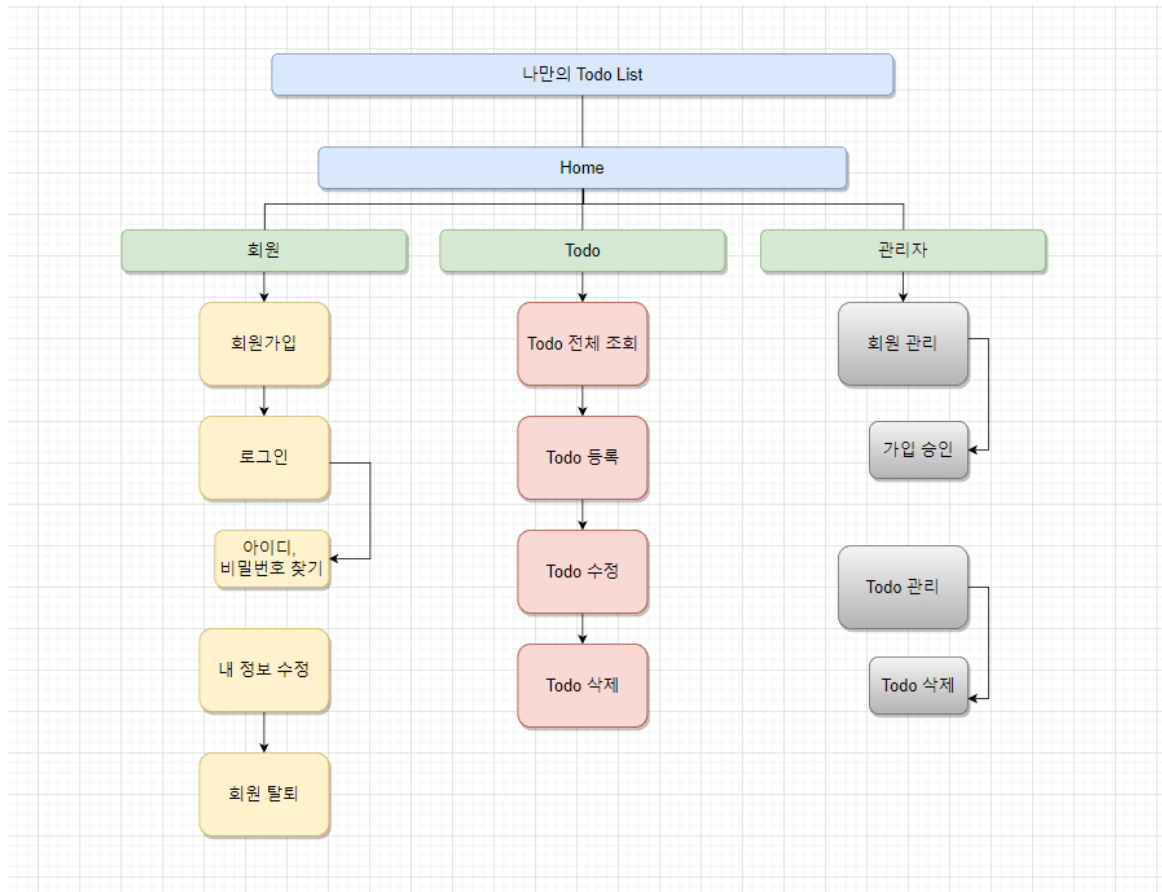 나만의 Todo List
Home
회원
Todo
관리자
회원가입
로그인
아이디,
비밀번호 찾기
내 정보 수정
회원 탈퇴
Todo 전체 조회
Todo 등록
Todo 수정
Todo 삭제
회원 관리
가입 승인
Todo 관리
Todo 삭제